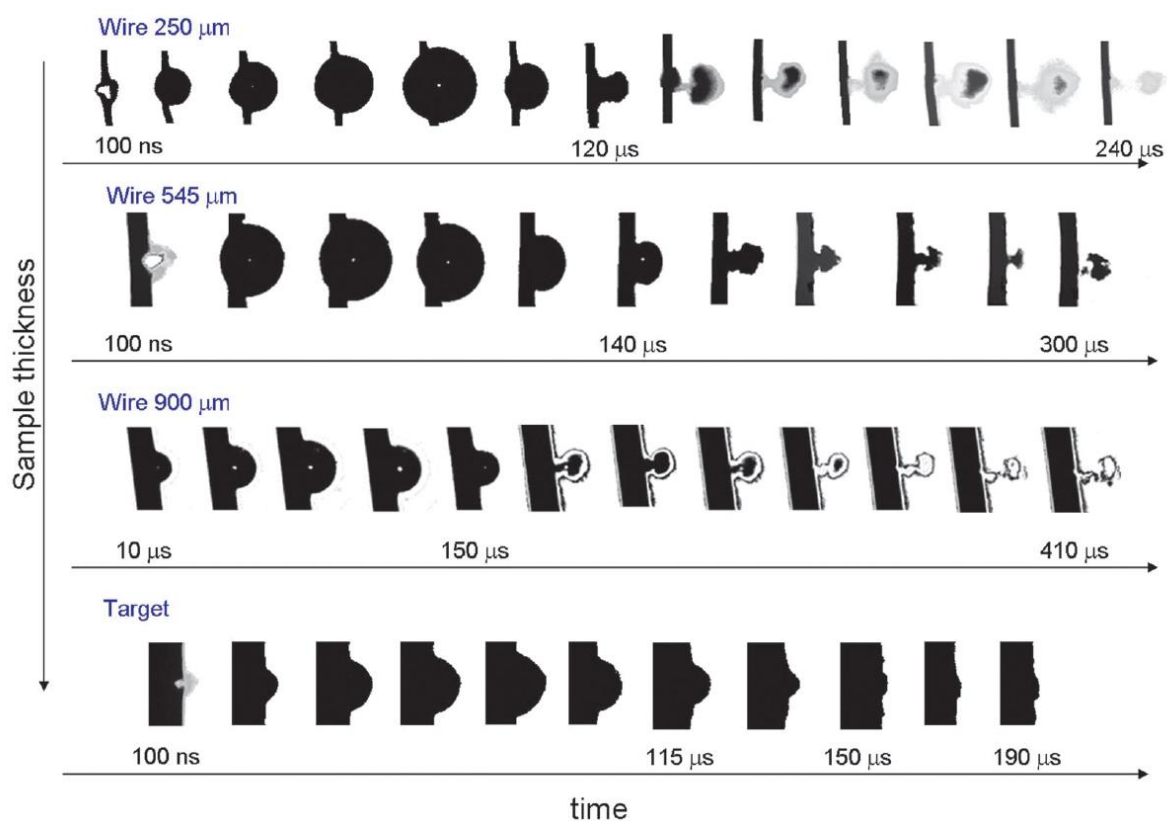 Wire 250 μm
100 ns 120 μs 240 μs
Wire 545 μm
100 ns 140 μs 300 μs
Wire 900 μm
10 μs 150 μs 410 μs
Target
100 ns 115 μs 150 μs 190 μs
time
Sample thickness